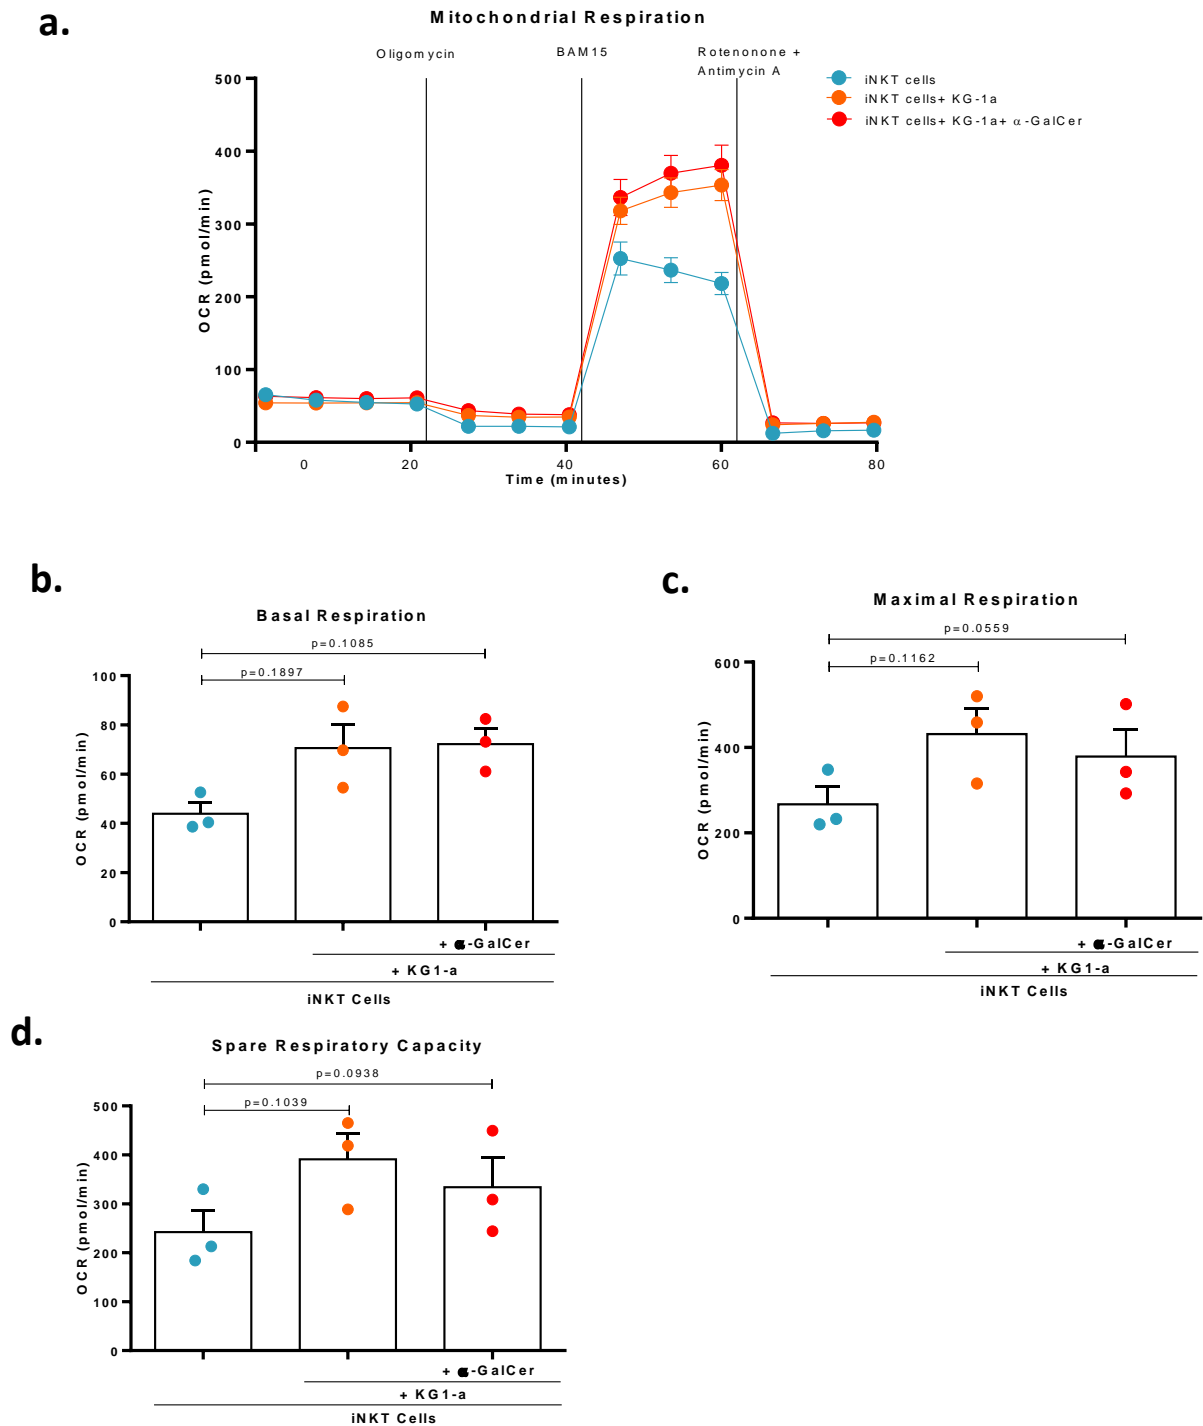 a.
Mitochondrial Respiration
Oligomycin
BAM15
Rotenonone +
Antimycin A
iNKT cells
iNKT cells+ KG-1a
iNKT cells+ KG-1a+ α-GalCer
OCR (pmol/min)
500
400
300
200
100
0
0 20 40 60 80
Time (minutes)
b.
Basal Respiration
p=0.1085
p=0.1897
OCR (pmol/min)
100
80
60
40
20
0
+ α-GalCer
+ KG1-a
iNKT Cells
c.
Maximal Respiration
p=0.0559
p=0.1162
OCR (pmol/min)
600
400
200
0
+ α-GalCer
+ KG1-a
iNKT Cells
d.
Spare Respiratory Capacity
p=0.0938
p=0.1039
OCR (pmol/min)
500
400
300
200
100
0
+ α-GalCer
+ KG1-a
iNKT Cells